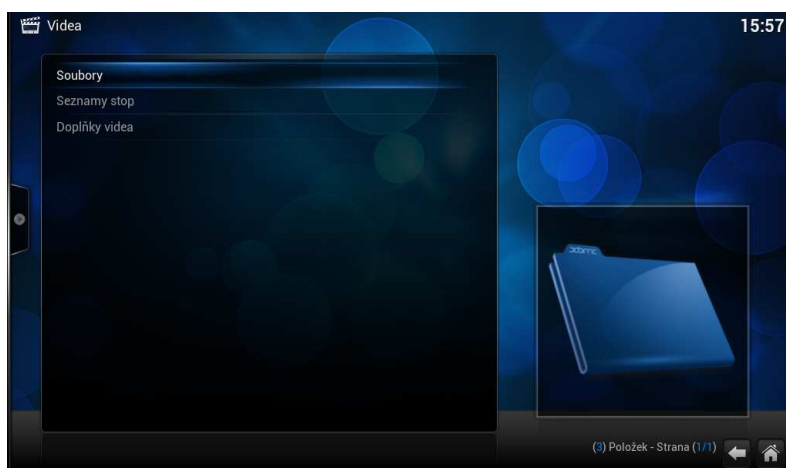 Videa
15:57
Soubory
Seznamy stop
Doplňky videa
xbmc
(3) Položek - Strana (1/1)